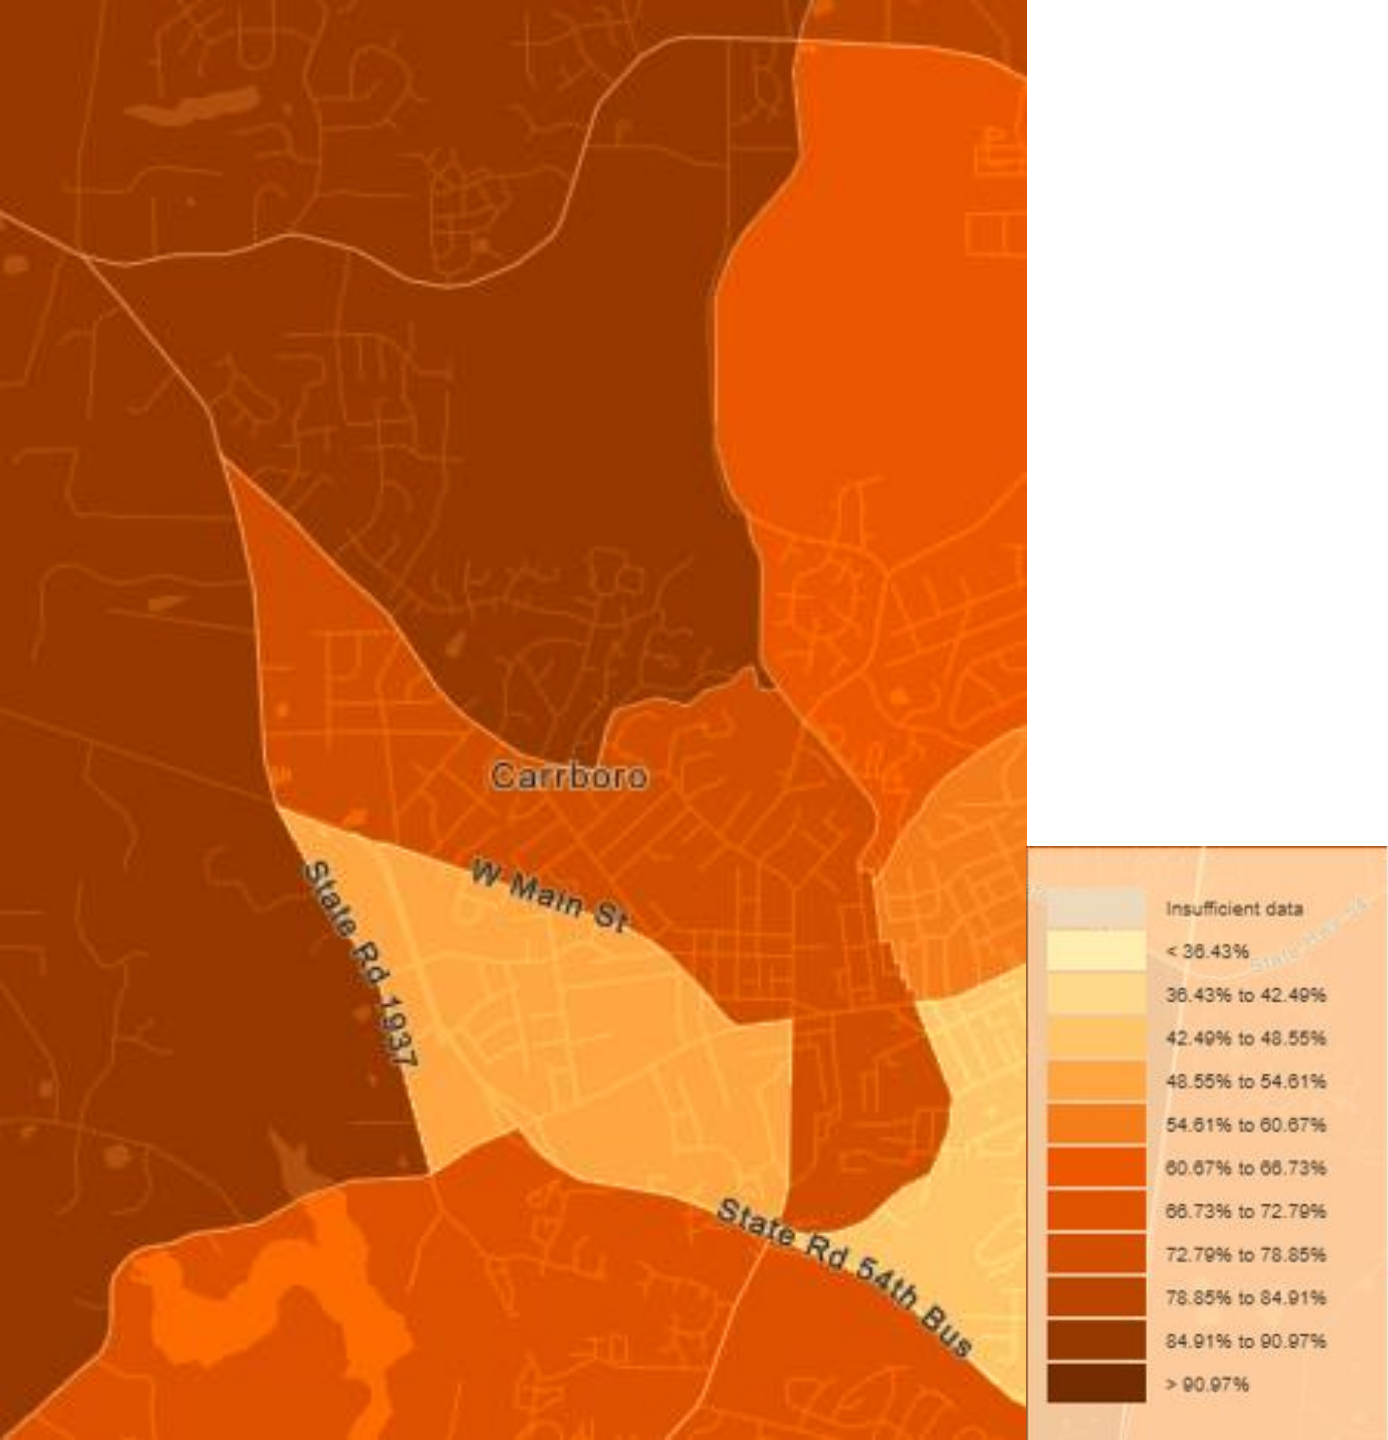 Carrboro
W Main St
State Rd 1937
State Rd 54th Bus
Insufficient data
< 36.43%
36.43% to 42.49%
42.49% to 48.55%
48.55% to 54.61%
54.61% to 60.67%
60.67% to 66.73%
66.73% to 72.79%
72.79% to 78.85%
78.85% to 84.91%
84.91% to 90.97%
> 90.97%